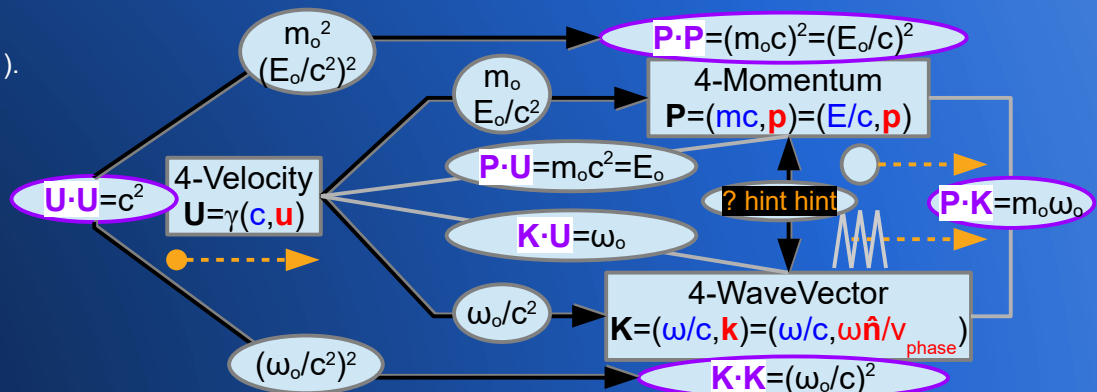 ).
mₒ²
(Eₒ/c²)²
P·P=(mₒc)²=(Eₒ/c)²
mₒ
Eₒ/c²
4-Momentum
P=(mc,p)=(E/c,p)
P·U=mₒc²=Eₒ
U·U=c²
4-Velocity
U=γ(c,u)
? hint hint
P·K=mₒωₒ
K·U=ωₒ
ωₒ/c²
4-WaveVector
K=(ω/c,k)=(ω/c,ωn̂/v_phase)
(ωₒ/c²)²
K·K=(ωₒ/c)²